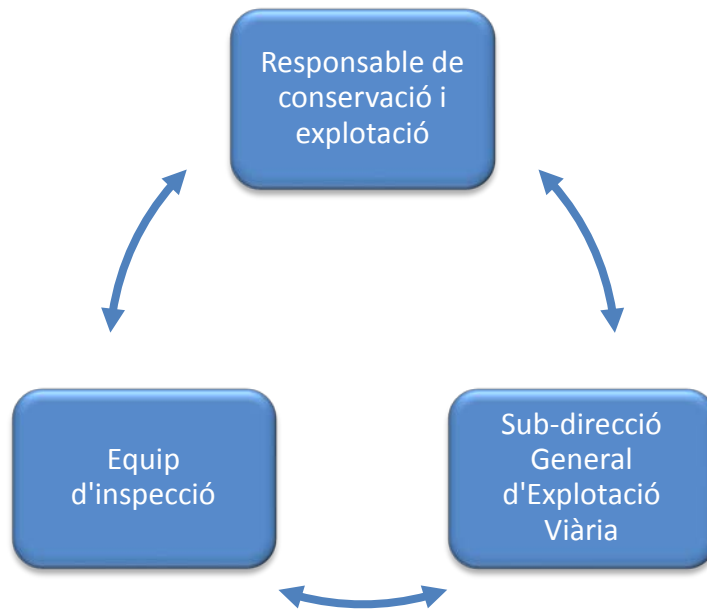 Responsable de
conservació i
explotació
Equip
d'inspecció
Sub-direcció
General
d'Explotació
Viària